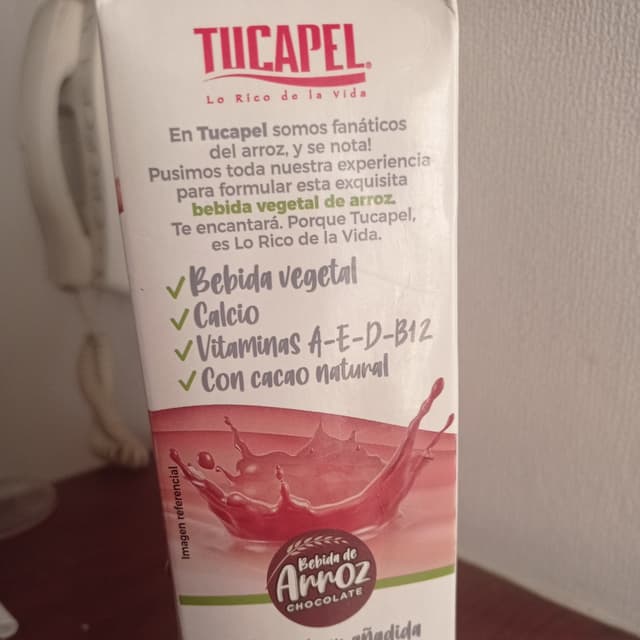 TUCAPEL®
Lo Rico de la Vida
En Tucapel somos fanáticos
del arroz, y se nota!
Pusimos toda nuestra experiencia
para formular esta exquisita
bebida vegetal de arroz.
Te encantará. Porque Tucapel,
es Lo Rico de la Vida.
Bebida vegetal
Calcio
Vitaminas A-E-D-B12
Con cacao natural
Imagen referencial
Bebida de
Arroz
CHOCOLATE
añadida